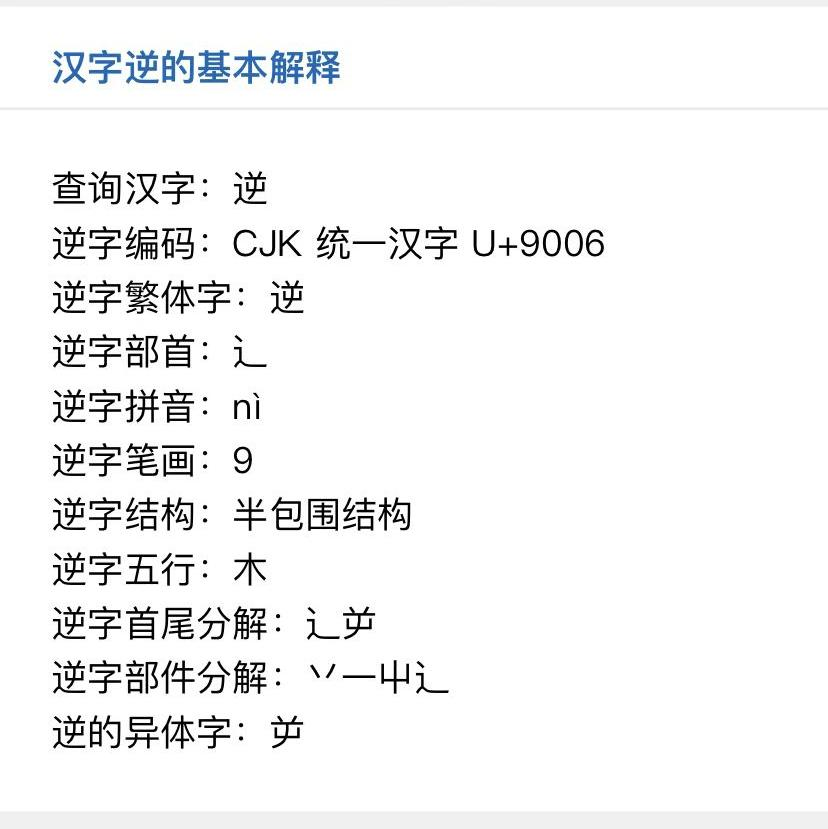 汉字逆的基本解释
查询汉字：逆
逆字编码：CJK 统一汉字 U+9006
逆字繁体字：逆
逆字部首：辶
逆字拼音：nì
逆字笔画：9
逆字结构：半包围结构
逆字五行：木
逆字首尾分解：辶屰
逆字部件分解：丷一屮辶
逆的异体字：屰